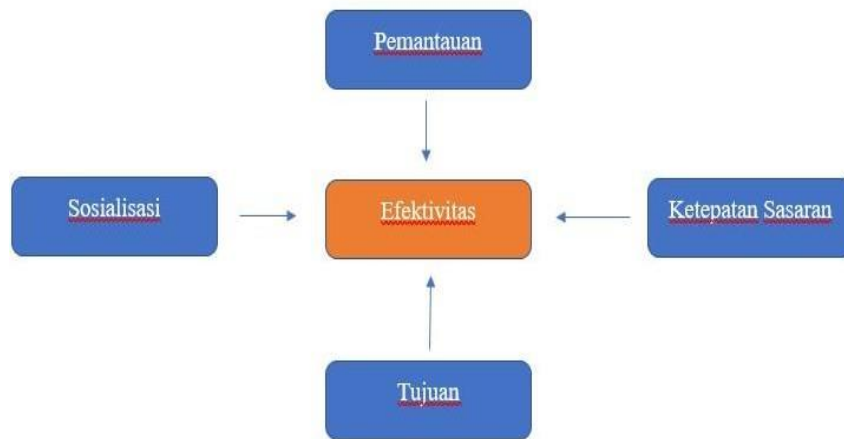 Pemantauan
Sosialisasi
Efektivitas
Ketepatan Sasaran
Tujuan